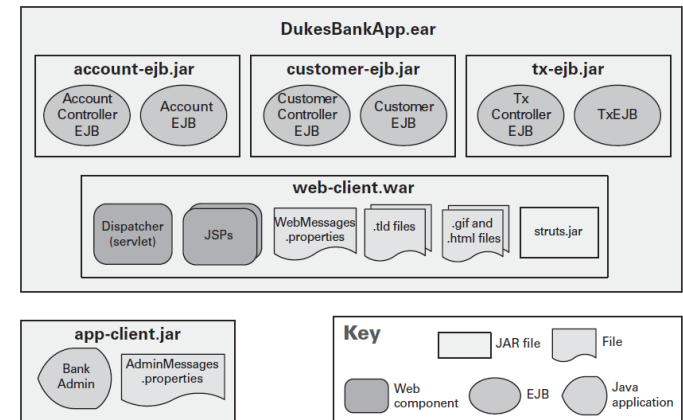 DukesBankApp.ear
account-ejb.jar
Account
Controller
EJB
Account
EJB
customer-ejb.jar
Customer
Controller
EJB
Customer
EJB
tx-ejb.jar
Tx
Controller
EJB
TxEJB
web-client.war
Dispatcher
(servlet)
JSPs
WebMessages
.properties
.tld files
.gif and
.html files
struts.jar
app-client.jar
Bank
Admin
AdminMessages
.properties
Key
JAR file
File
Web
component
EJB
Java
application